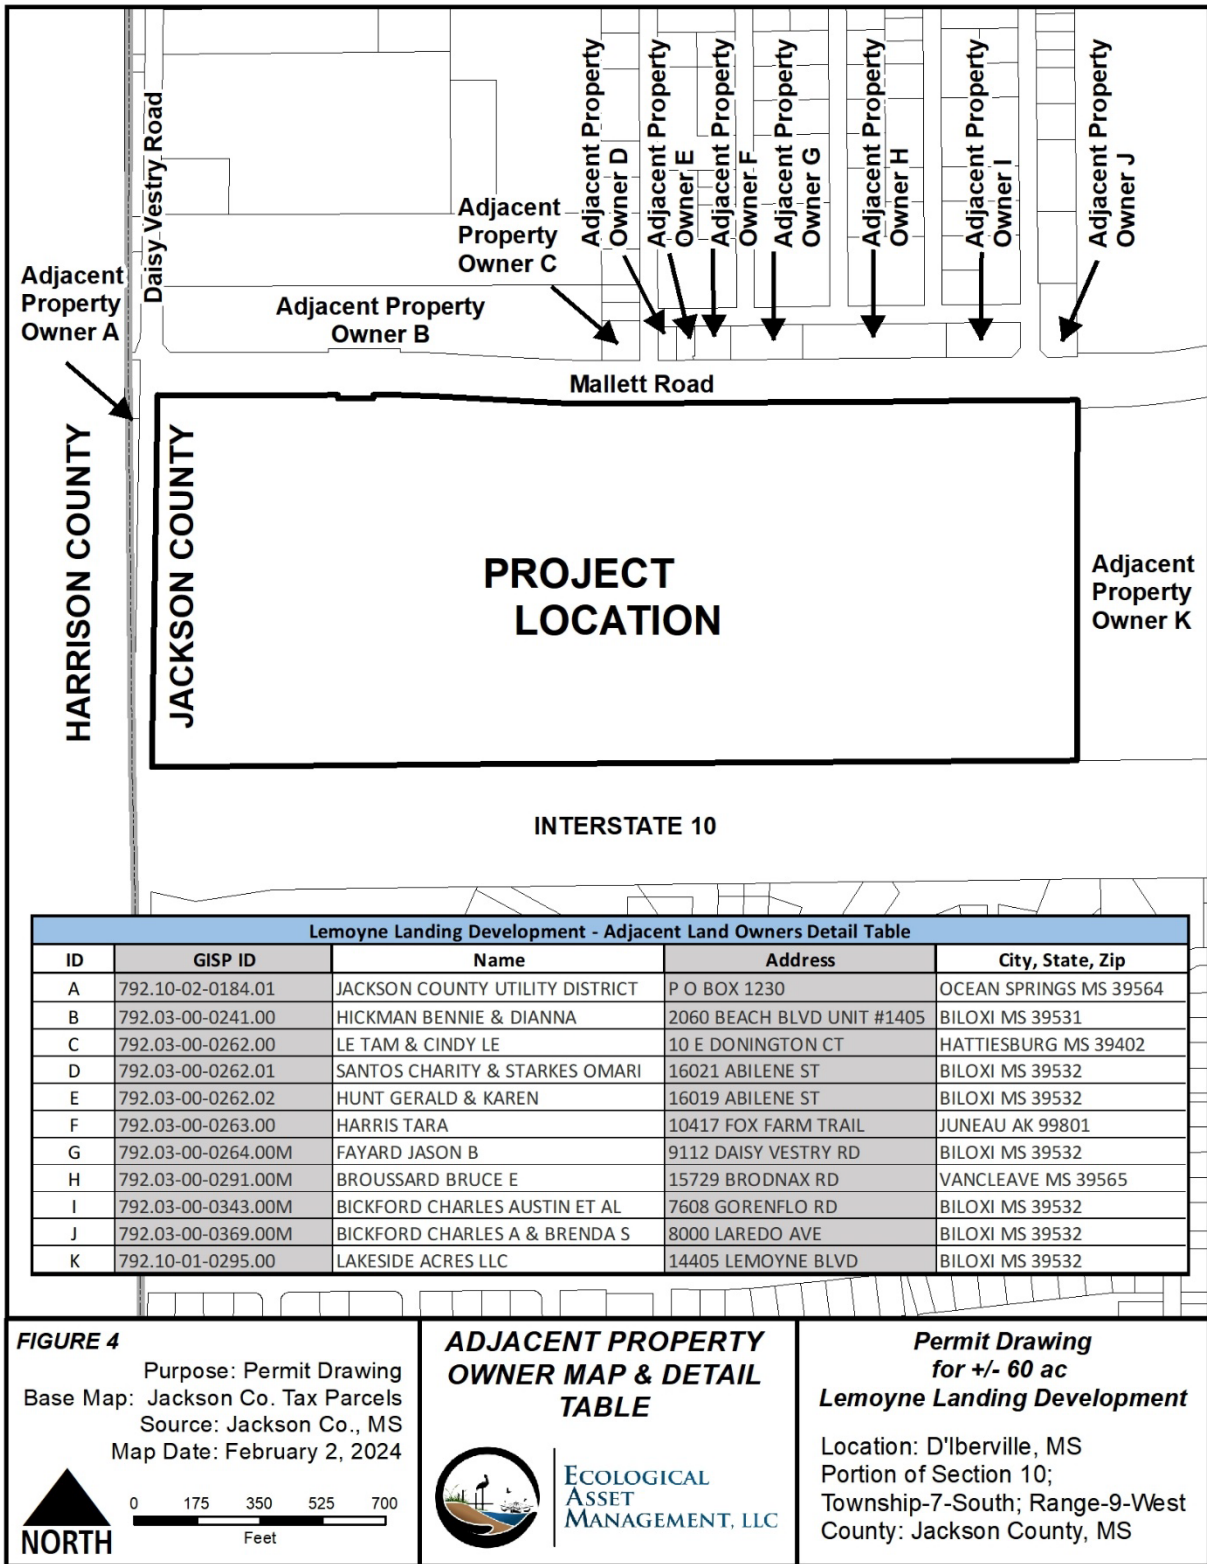 Daisy Vestry Road
Adjacent Property
Owner D
Adjacent Property
Owner E
Adjacent Property
Owner F
Adjacent Property
Owner G
Adjacent Property
Owner H
Adjacent Property
Owner I
Adjacent Property
Owner J
Adjacent
Property
Owner C
Adjacent
Property
Owner A
Adjacent Property
Owner B
Mallett Road
HARRISON COUNTY
JACKSON COUNTY
PROJECT
LOCATION
Adjacent
Property
Owner K
INTERSTATE 10
Lemoyne Landing Development - Adjacent Land Owners Detail Table
ID GISP ID Name Address City, State, Zip
A 792.10-02-0184.01 JACKSON COUNTY UTILITY DISTRICT P O BOX 1230 OCEAN SPRINGS MS 39564
B 792.03-00-0241.00 HICKMAN BENNIE & DIANNA 2060 BEACH BLVD UNIT #1405 BILOXI MS 39531
C 792.03-00-0262.00 LE TAM & CINDY LE 10 E DONINGTON CT HATTIESBURG MS 39402
D 792.03-00-0262.01 SANTOS CHARITY & STARKES OMARI 16021 ABILENE ST BILOXI MS 39532
E 792.03-00-0262.02 HUNT GERALD & KAREN 16019 ABILENE ST BILOXI MS 39532
F 792.03-00-0263.00 HARRIS TARA 10417 FOX FARM TRAIL JUNEAU AK 99801
G 792.03-00-0264.00M FAYARD JASON B 9112 DAISY VESTRY RD BILOXI MS 39532
H 792.03-00-0291.00M BROUSSARD BRUCE E 15729 BRODNAX RD VANCLEAVE MS 39565
I 792.03-00-0343.00M BICKFORD CHARLES AUSTIN ET AL 7608 GORENFLO RD BILOXI MS 39532
J 792.03-00-0369.00M BICKFORD CHARLES A & BRENDA S 8000 LAREDO AVE BILOXI MS 39532
K 792.10-01-0295.00 LAKESIDE ACRES LLC 14405 LEMOYNE BLVD BILOXI MS 39532
FIGURE 4
Purpose: Permit Drawing
Base Map: Jackson Co. Tax Parcels
Source: Jackson Co., MS
Map Date: February 2, 2024
NORTH
0 175 350 525 700
Feet
ADJACENT PROPERTY
OWNER MAP & DETAIL
TABLE
ECOLOGICAL
ASSET
MANAGEMENT, LLC
Permit Drawing
for +/- 60 ac
Lemoyne Landing Development
Location: D'Iberville, MS
Portion of Section 10;
Township-7-South; Range-9-West
County: Jackson County, MS